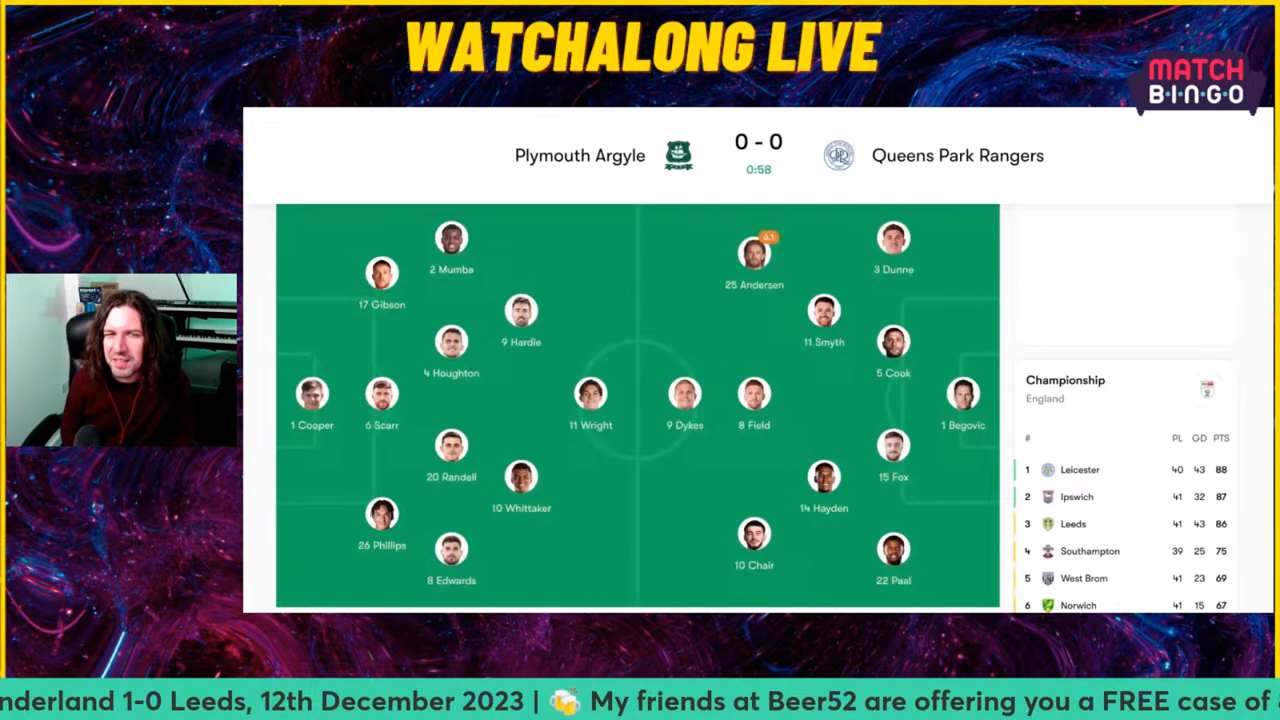 WATCHALONG LIVE
MATCH
B·I·N·G·O
Plymouth Argyle
0 - 0
Queens Park Rangers
0:58
2 Mumba
17 Gibson
9 Hardie
4 Houghton
1 Cooper
6 Scarr
11 Wright
20 Randell
10 Whittaker
26 Phillips
8 Edwards
6.1
25 Andersen
3 Dunne
11 Smyth
5 Cook
9 Dykes
8 Field
1 Begovic
15 Fox
14 Hayden
10 Chair
22 Paal
Championship
England
# PL GD PTS
1 Leicester 40 43 88
2 Ipswich 41 32 87
3 Leeds 41 43 86
4 Southampton 39 25 75
5 West Brom 41 23 69
6 Norwich 41 15 67
nderland 1-0 Leeds, 12th December 2023 | 🍻 My friends at Beer52 are offering you a FREE case of